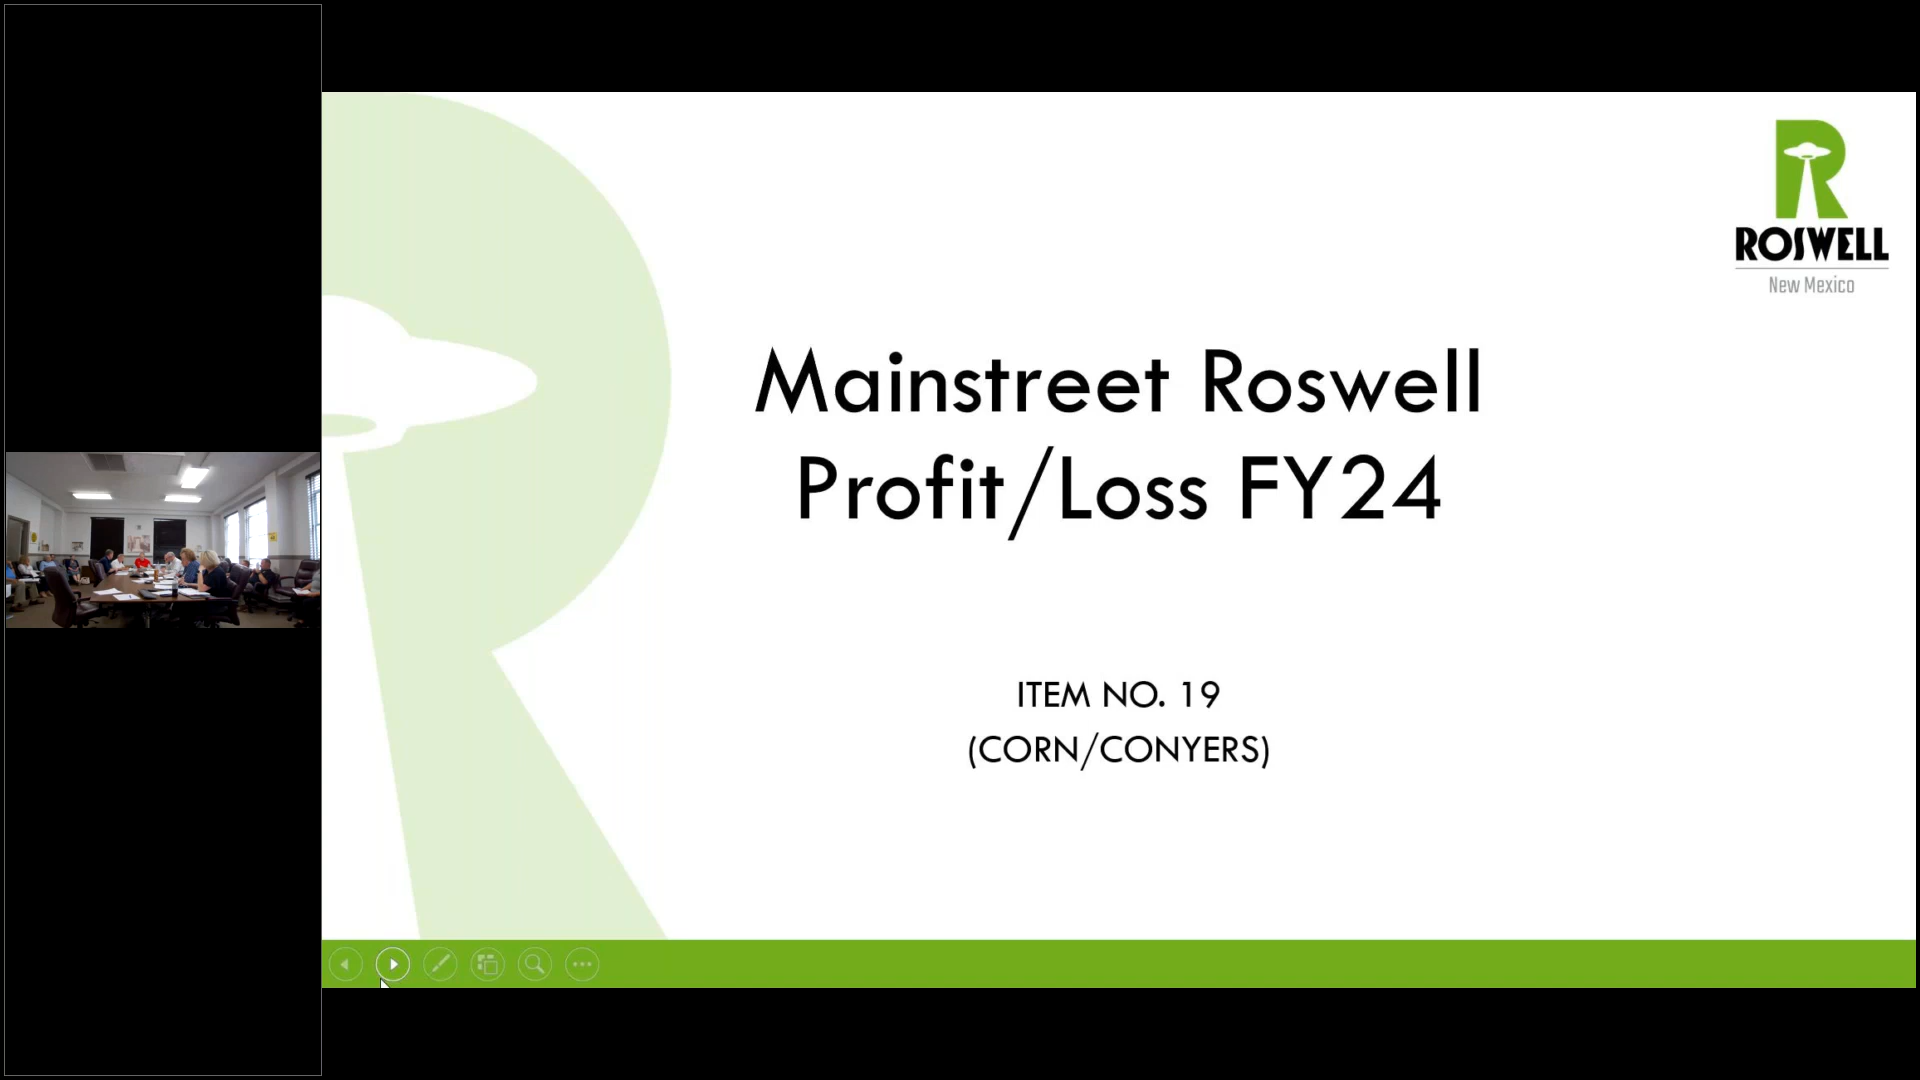 ROSWELL
New Mexico
Mainstreet Roswell
Profit/Loss FY24
ITEM NO. 19
(CORN/CONYERS)